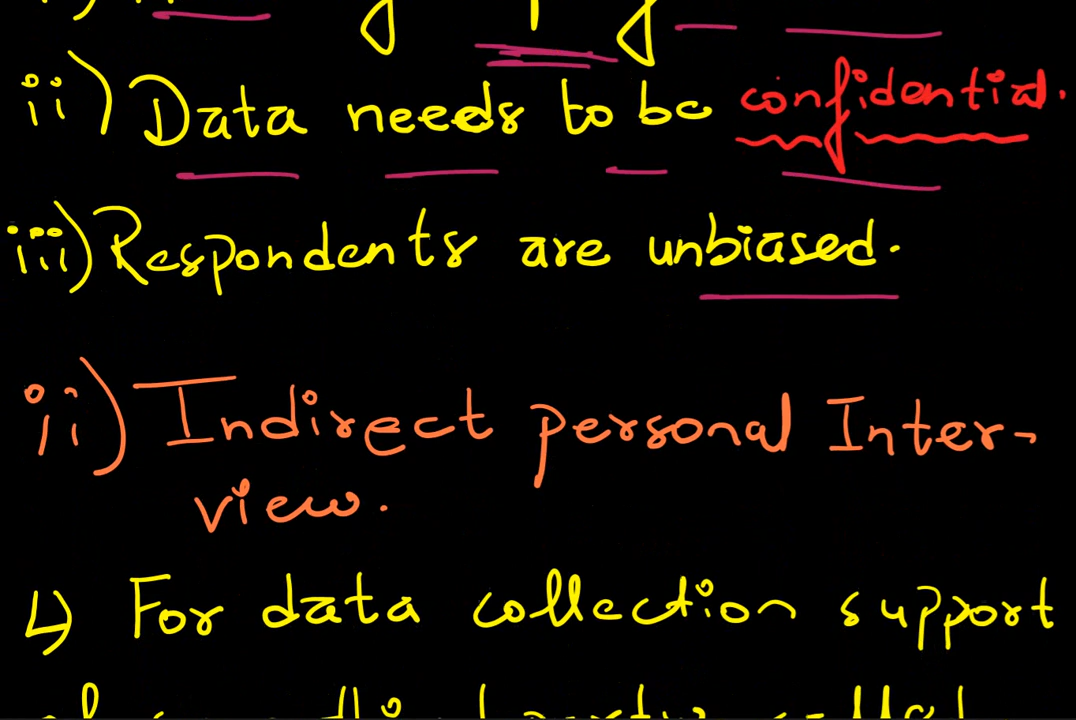 ii) Data needs to be confidential.
iii) Respondents are unbiased.
ii) Indirect personal Inter-
view.
↳ For data collection support